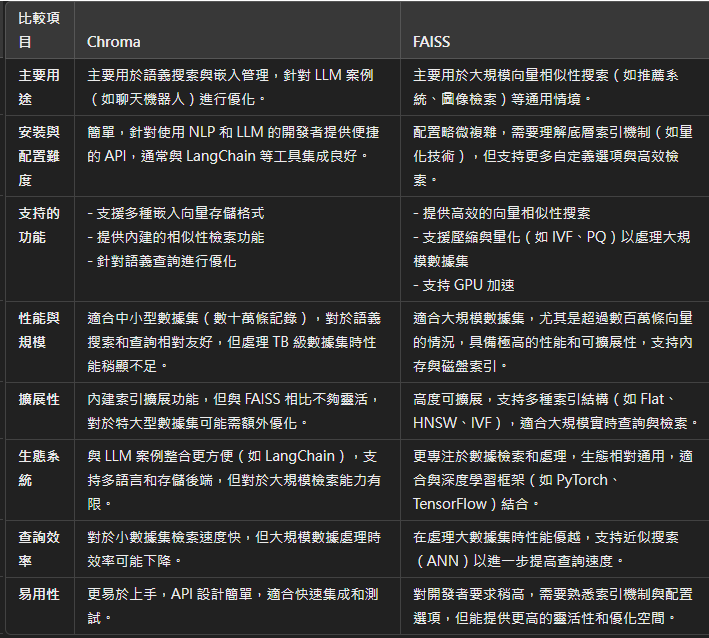 比較項
目
Chroma
FAISS
主要用
途
主要用於語義搜索與嵌入管理，針對 LLM 案例
（如聊天機器人）進行優化。
主要用於大規模向量相似性搜索（如推薦系
統、圖像檢索）等通用情境。
安裝與
配置難
度
簡單，針對使用 NLP 和 LLM 的開發者提供便捷
的 API，通常與 LangChain 等工具集成良好。
配置略微複雜，需要理解底層索引機制（如量
化技術），但支持更多自定義選項與高效檢
索。
支持的
功能
- 支援多種嵌入向量存儲格式
- 提供內建的相似性檢索功能
- 針對語義查詢進行優化
- 提供高效的向量相似性搜索
- 支援壓縮與量化（如 IVF、PQ）以處理大規
模數據集
- 支持 GPU 加速
性能與
規模
適合中小型數據集（數十萬條記錄），對於語義
搜索和查詢相對友好，但處理 TB 級數據集時性
能稍顯不足。
適合大規模數據集，尤其是超過數百萬條向量
的情況，具備極高的性能和可擴展性，支持內
存與磁盤索引。
擴展性
內建索引擴展功能，但與 FAISS 相比不夠靈活，
對於特大型數據集可能需額外優化。
高度可擴展，支持多種索引結構（如 Flat、
HNSW、IVF），適合大規模實時查詢與檢索。
生態系
統
與 LLM 案例整合更方便（如 LangChain），支
持多語言和存儲後端，但對於大規模檢索能力有
限。
更專注於數據檢索和處理，生態相對通用，適
合與深度學習框架（如 PyTorch、
TensorFlow）結合。
查詢效
率
對於小數據集檢索速度快，但大規模數據處理時
效率可能下降。
在處理大數據集時性能優越，支持近似搜索
（ANN）以進一步提高查詢速度。
易用性
更易於上手，API 設計簡單，適合快速集成和測
試。
對開發者要求稍高，需要熟悉索引機制與配置
選項，但能提供更高的靈活性和優化空間。